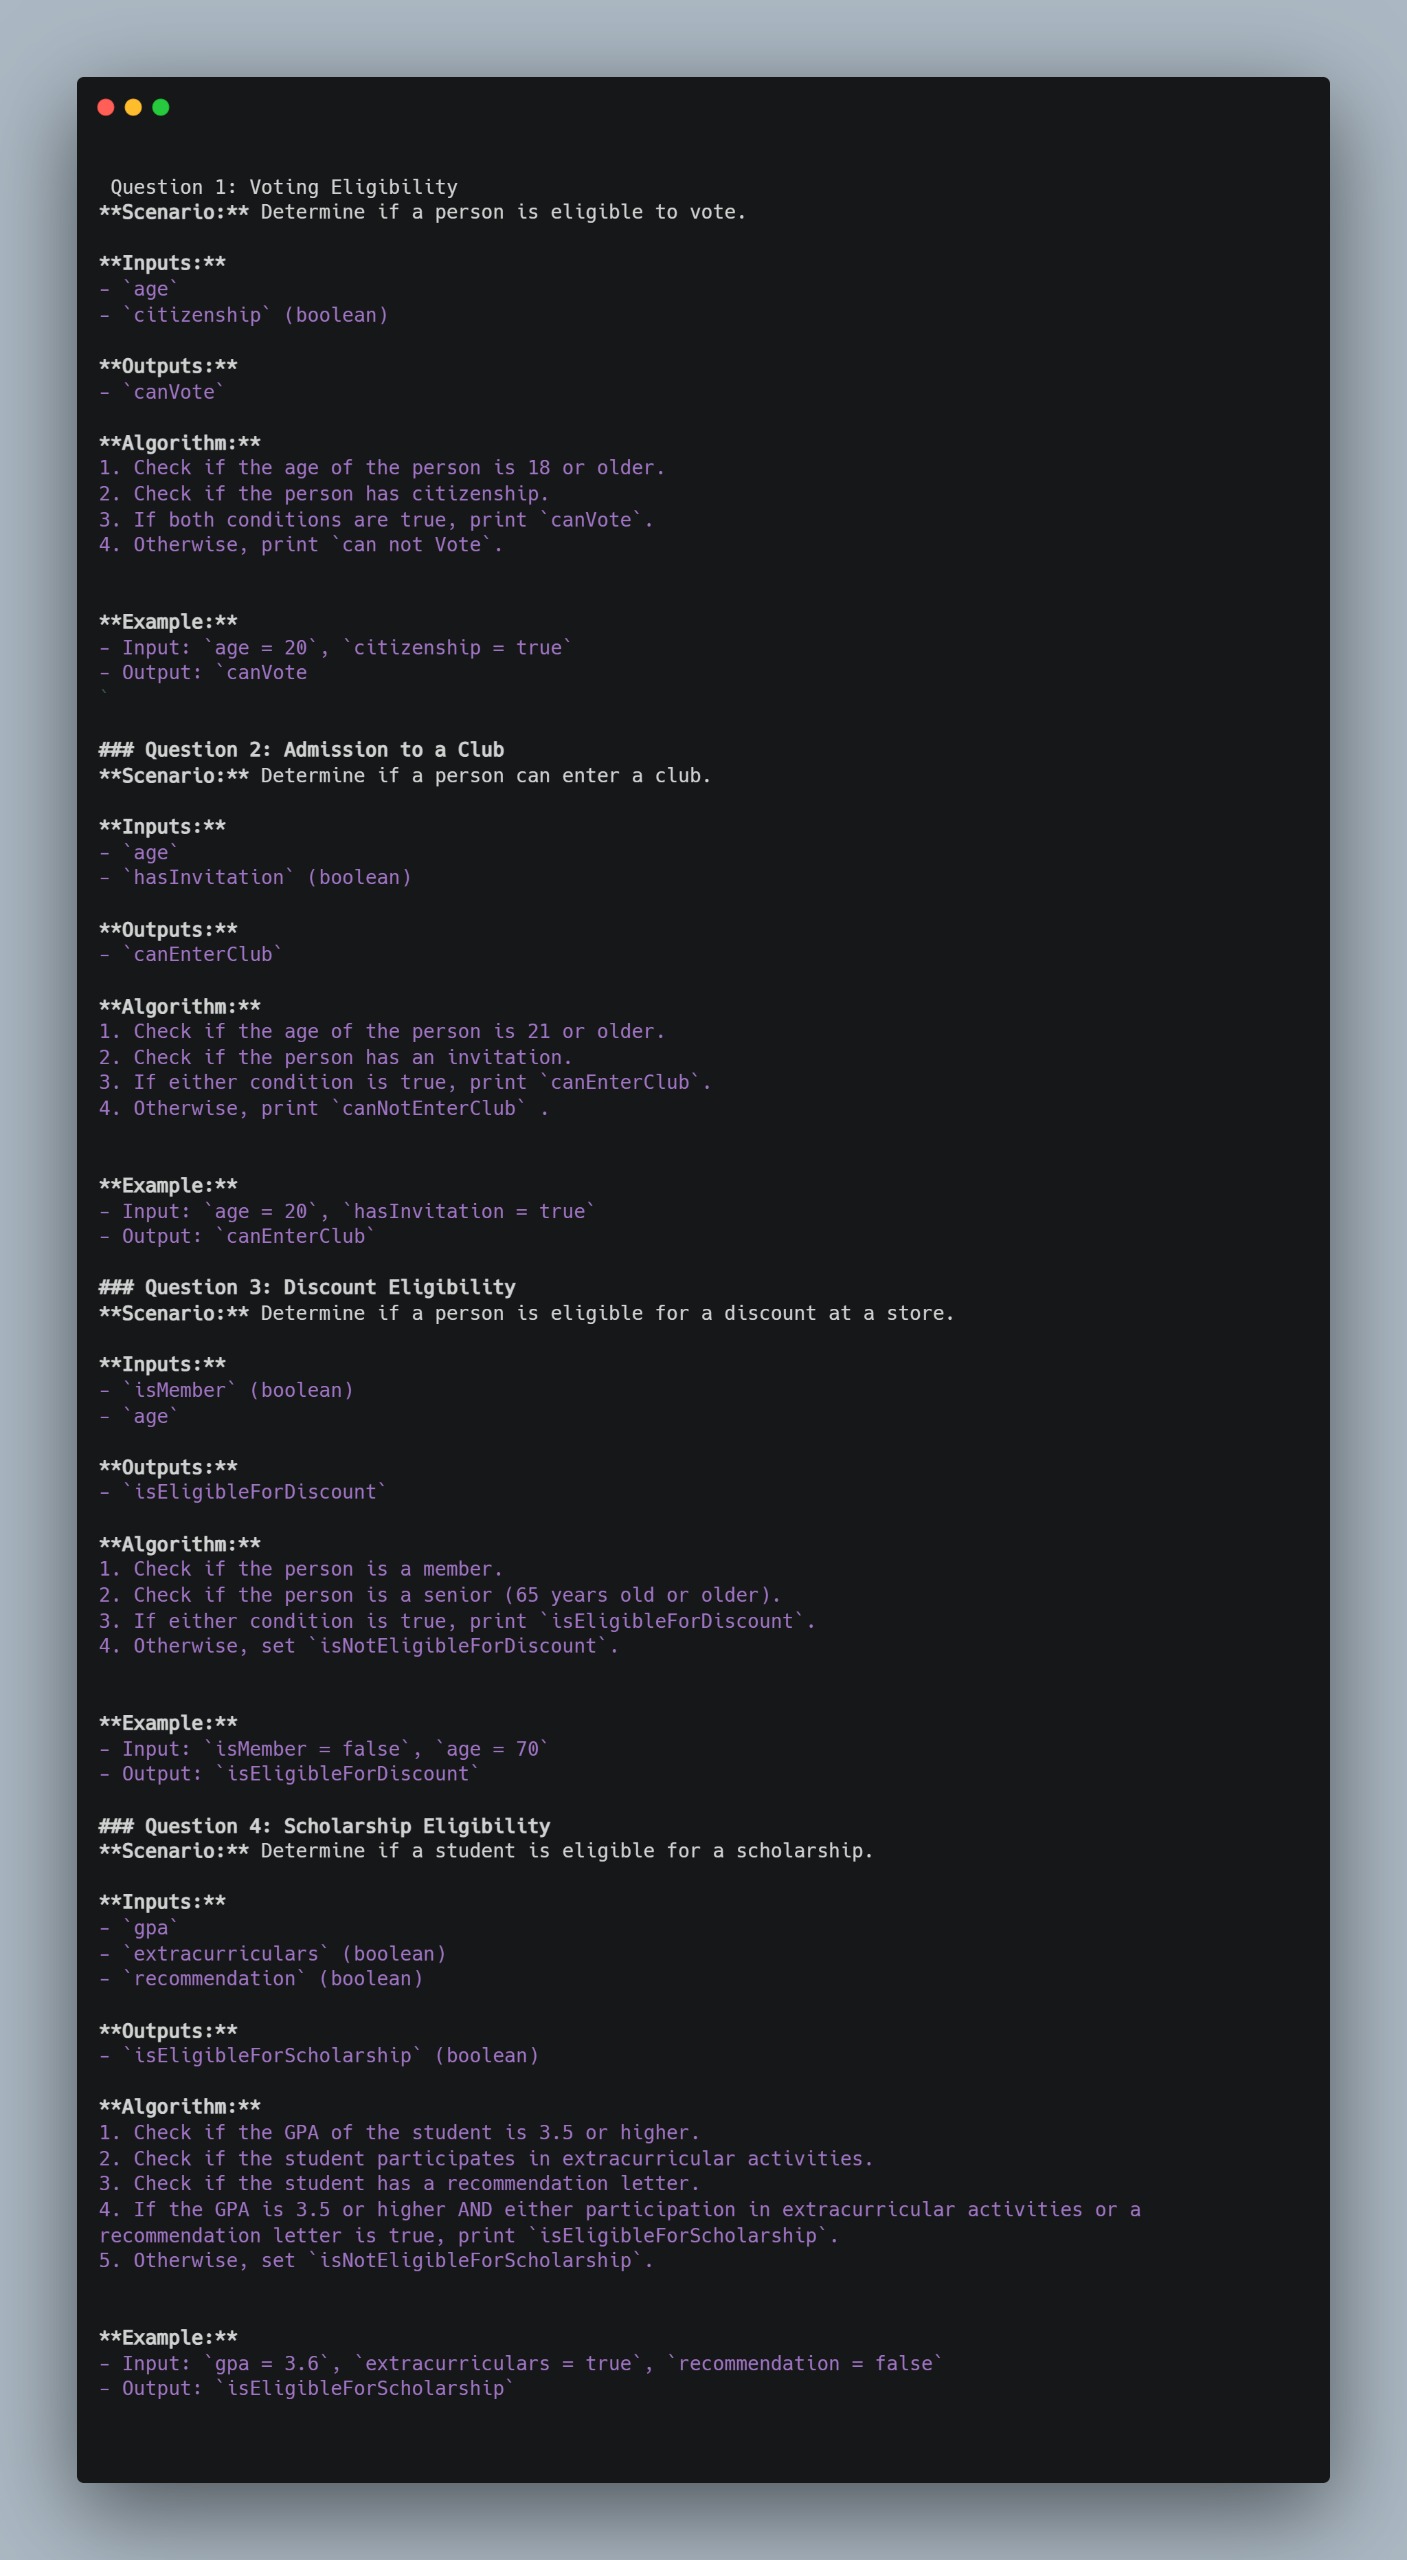 Question 1: Voting Eligibility
**Scenario:** Determine if a person is eligible to vote.
**Inputs:**
- `age`
- `citizenship` (boolean)
**Outputs:**
- `canVote`
**Algorithm:**
1. Check if the age of the person is 18 or older.
2. Check if the person has citizenship.
3. If both conditions are true, print `canVote`.
4. Otherwise, print `can not Vote`.
**Example:**
- Input: `age = 20`, `citizenship = true`
- Output: `canVote
`
### Question 2: Admission to a Club
**Scenario:** Determine if a person can enter a club.
**Inputs:**
- `age`
- `hasInvitation` (boolean)
**Outputs:**
- `canEnterClub`
**Algorithm:**
1. Check if the age of the person is 21 or older.
2. Check if the person has an invitation.
3. If either condition is true, print `canEnterClub`.
4. Otherwise, print `canNotEnterClub` .
**Example:**
- Input: `age = 20`, `hasInvitation = true`
- Output: `canEnterClub`
### Question 3: Discount Eligibility
**Scenario:** Determine if a person is eligible for a discount at a store.
**Inputs:**
- `isMember` (boolean)
- `age`
**Outputs:**
- `isEligibleForDiscount`
**Algorithm:**
1. Check if the person is a member.
2. Check if the person is a senior (65 years old or older).
3. If either condition is true, print `isEligibleForDiscount`.
4. Otherwise, set `isNotEligibleForDiscount`.
**Example:**
- Input: `isMember = false`, `age = 70`
- Output: `isEligibleForDiscount`
### Question 4: Scholarship Eligibility
**Scenario:** Determine if a student is eligible for a scholarship.
**Inputs:**
- `gpa`
- `extracurriculars` (boolean)
- `recommendation` (boolean)
**Outputs:**
- `isEligibleForScholarship` (boolean)
**Algorithm:**
1. Check if the GPA of the student is 3.5 or higher.
2. Check if the student participates in extracurricular activities.
3. Check if the student has a recommendation letter.
4. If the GPA is 3.5 or higher AND either participation in extracurricular activities or a
recommendation letter is true, print `isEligibleForScholarship`.
5. Otherwise, set `isNotEligibleForScholarship`.
**Example:**
- Input: `gpa = 3.6`, `extracurriculars = true`, `recommendation = false`
- Output: `isEligibleForScholarship`